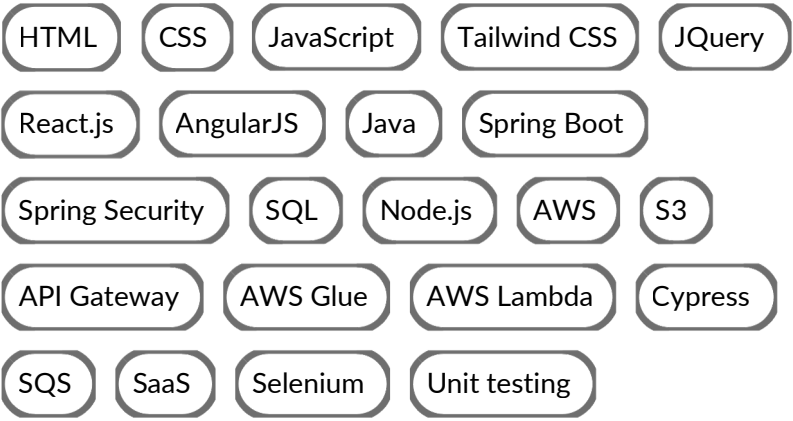 HTML CSS JavaScript Tailwind CSS JQuery
React.js AngularJS Java Spring Boot
Spring Security SQL Node.js AWS S3
API Gateway AWS Glue AWS Lambda Cypress
SQS SaaS Selenium Unit testing